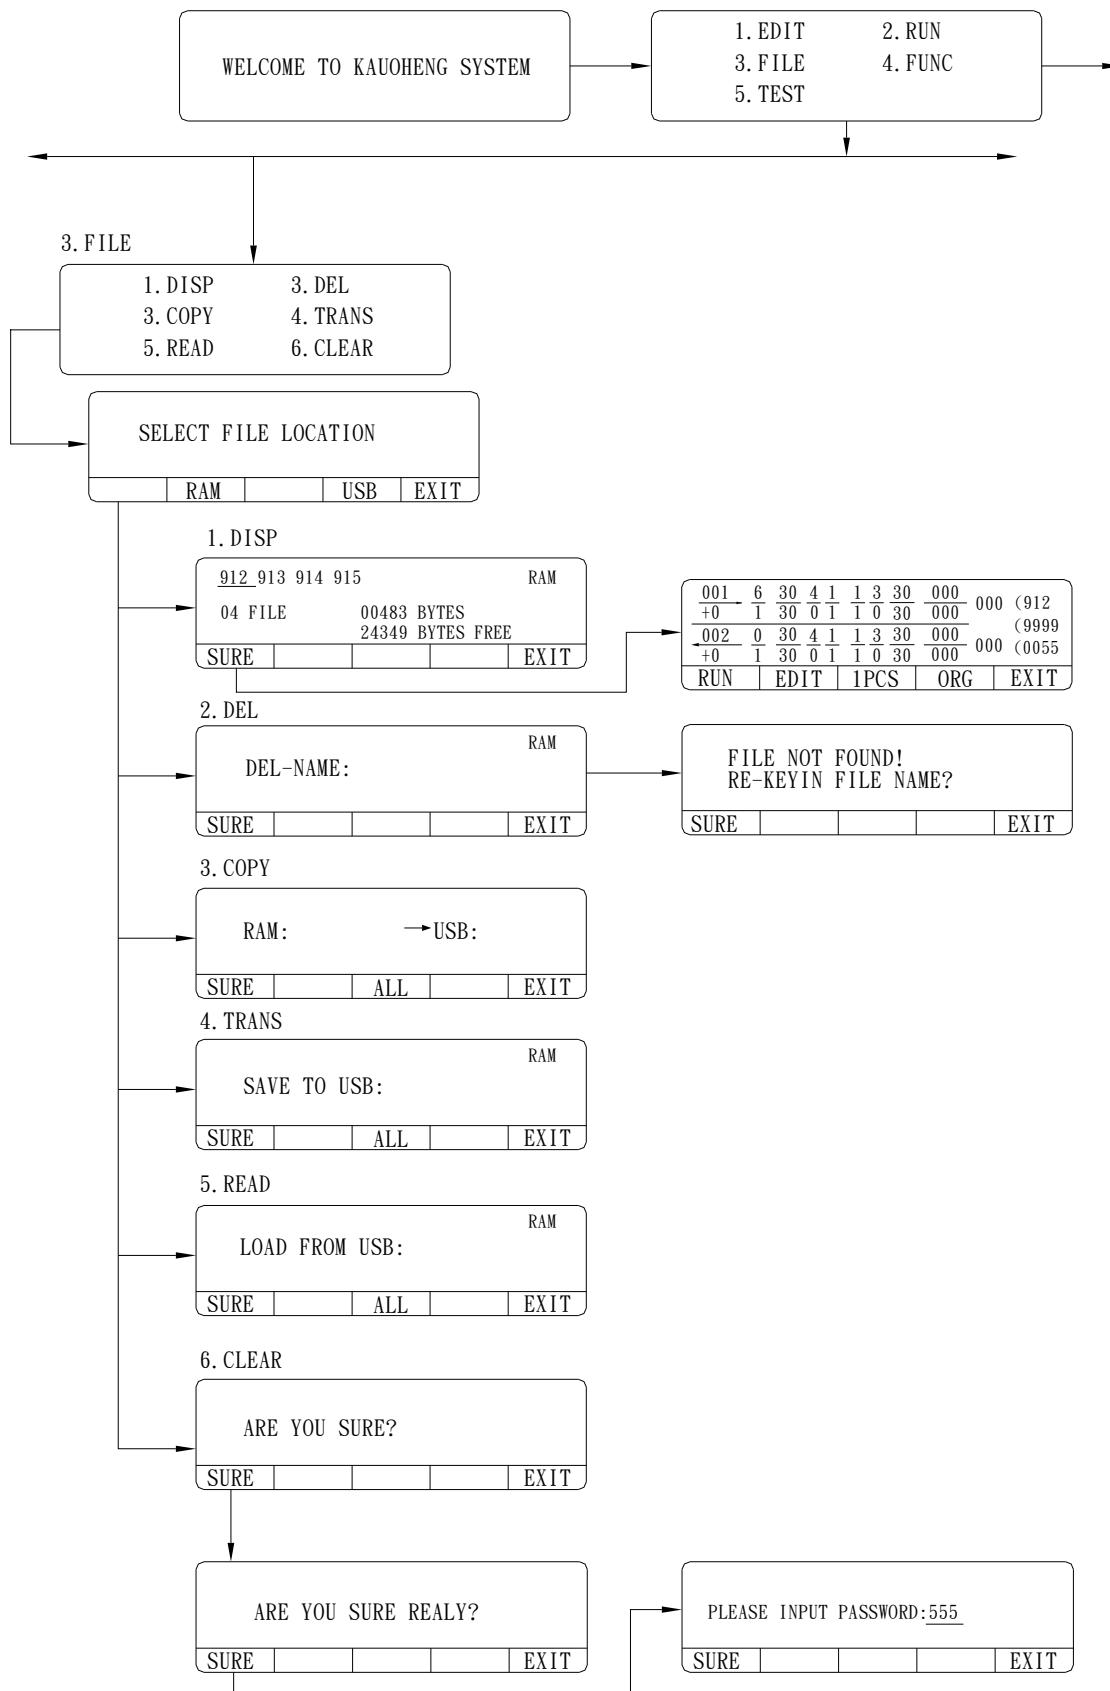 WELCOME TO KAUOHENG SYSTEM
1. EDIT 2. RUN
3. FILE 4. FUNC
5. TEST
3. FILE
1. DISP 3. DEL
3. COPY 4. TRANS
5. READ 6. CLEAR
SELECT FILE LOCATION
RAM USB EXIT
1. DISP
912 913 914 915 RAM
04 FILE 00483 BYTES
24349 BYTES FREE
SURE EXIT
001 6 30 4 1 1 3 30 000
+0 1 30 0 1 1 0 30 000
000 (912
(9999
002 0 30 4 1 1 3 30 000
+0 1 30 0 1 1 0 30 000
000 (0055
RUN EDIT 1PCS ORG EXIT
2. DEL
RAM
DEL-NAME:
SURE EXIT
FILE NOT FOUND!
RE-KEYIN FILE NAME?
SURE EXIT
3. COPY
RAM: →USB:
SURE ALL EXIT
4. TRANS
RAM
SAVE TO USB:
SURE ALL EXIT
5. READ
RAM
LOAD FROM USB:
SURE ALL EXIT
6. CLEAR
ARE YOU SURE?
SURE EXIT
ARE YOU SURE REALY?
SURE EXIT
PLEASE INPUT PASSWORD:555
SURE EXIT